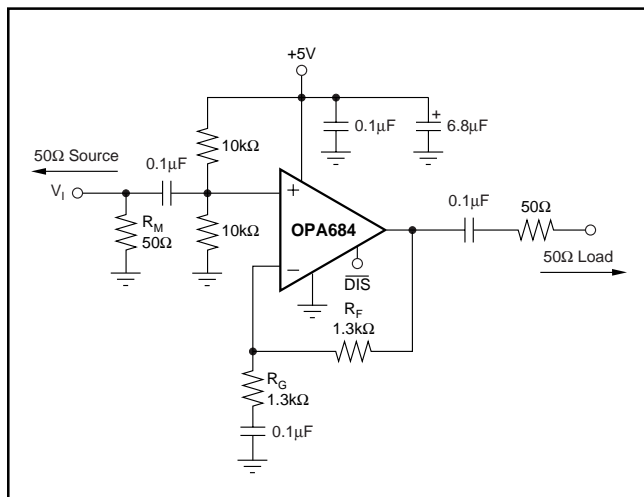 +5V
0.1μF
+
6.8μF
50Ω Source
0.1μF
10kΩ
V_I
+
R_M
50Ω
10kΩ
OPA684
0.1μF
50Ω
−
D̅I̅S̅
50Ω Load
R_F
1.3kΩ
R_G
1.3kΩ
0.1μF